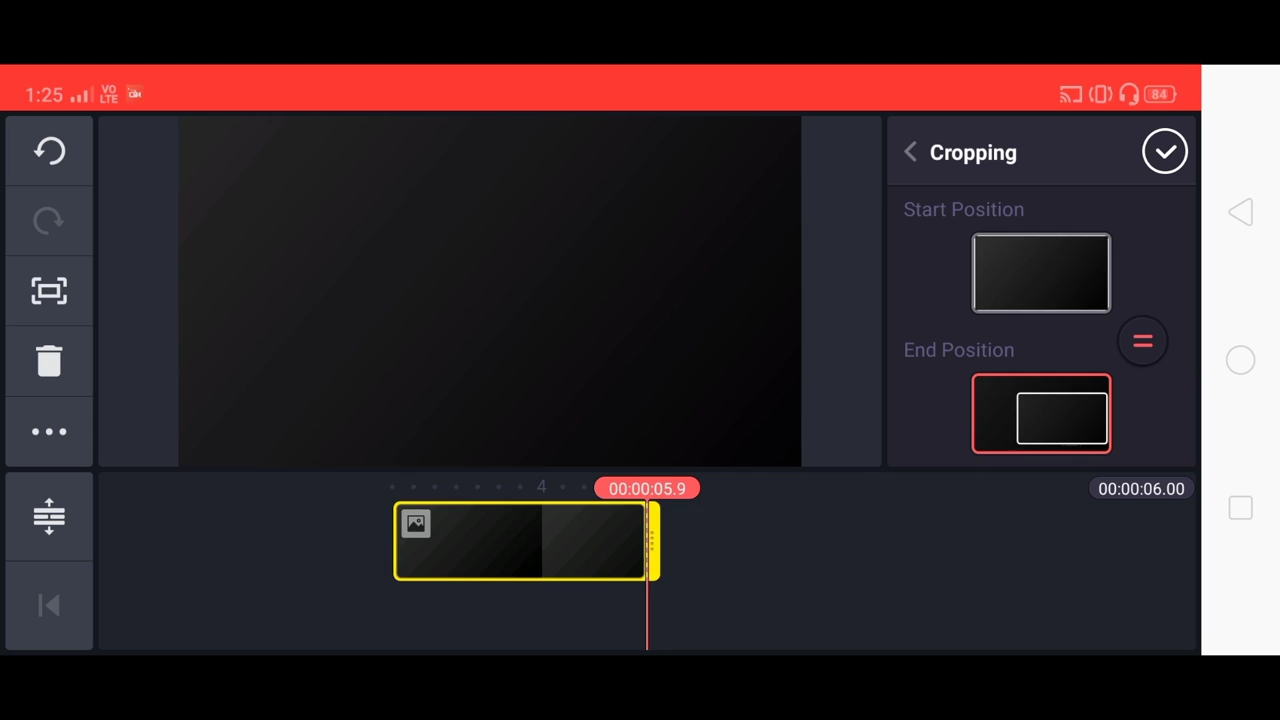 1:25 VO LTE 84
Cropping
Start Position
End Position
4 00:00:05.9 00:00:06.00